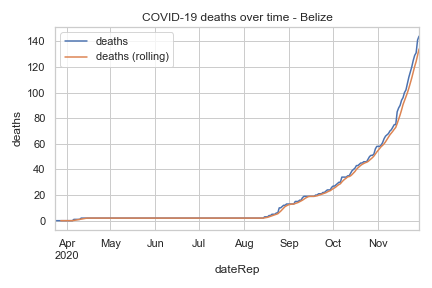 COVID-19 deaths over time - Belize
deaths
deaths (rolling)
140
120
100
80
60
40
20
0
deaths
Apr
2020
May
Jun
Jul
Aug
Sep
Oct
Nov
dateRep